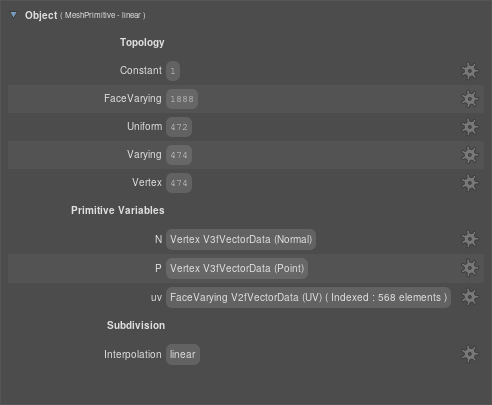 Object ( MeshPrimitive - linear )
Topology
Constant 1
FaceVarying 1888
Uniform 472
Varying 474
Vertex 474
Primitive Variables
N Vertex V3fVectorData (Normal)
P Vertex V3fVectorData (Point)
uv FaceVarying V2fVectorData (UV) ( Indexed : 568 elements )
Subdivision
Interpolation linear